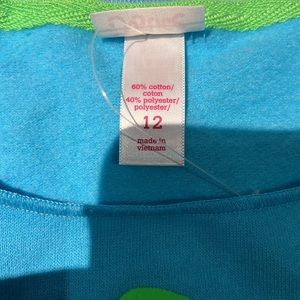 60% cotton/
coton
40% polyester/
polyester/
12
made in
vietnam